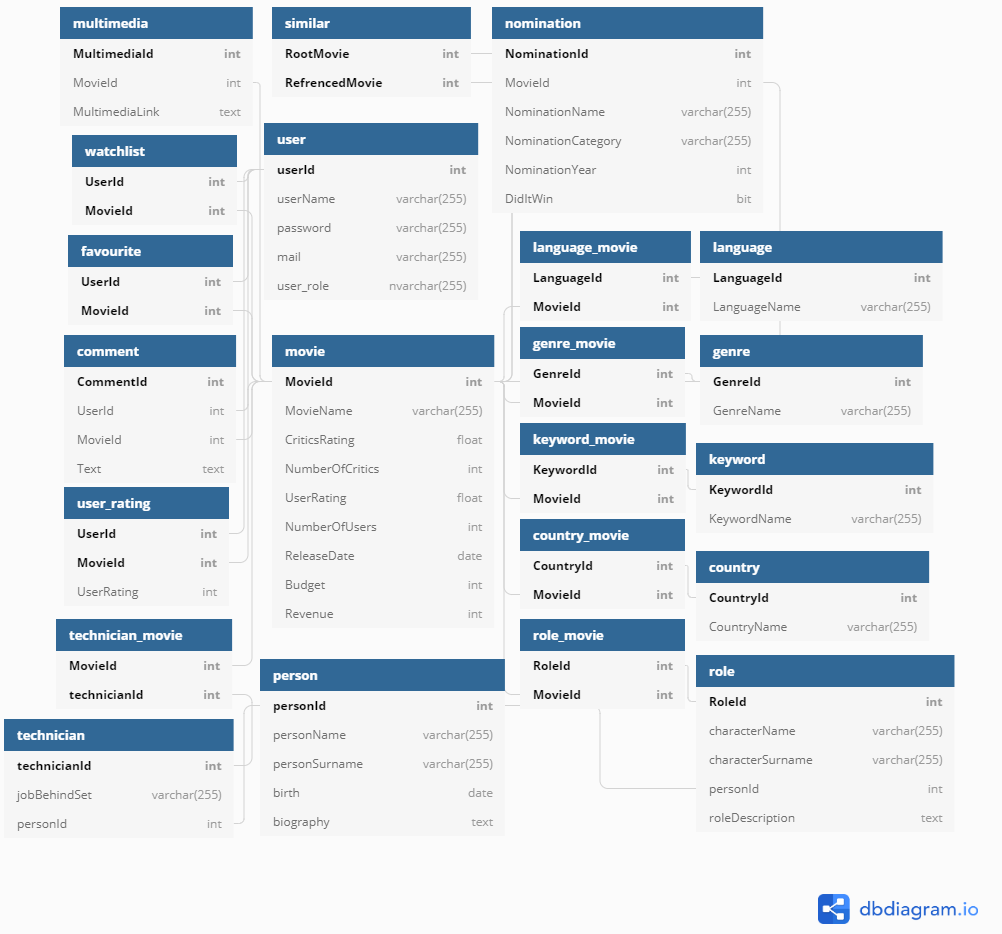 multimedia
MultimediaId int
MovieId int
MultimediaLink text
similar
RootMovie int
RefrencedMovie int
nomination
NominationId int
MovieId int
NominationName varchar(255)
NominationCategory varchar(255)
NominationYear int
DidItWin bit
watchlist
UserId int
MovieId int
user
userId int
userName varchar(255)
password varchar(255)
mail varchar(255)
user_role nvarchar(255)
favourite
UserId int
MovieId int
language_movie
LanguageId int
MovieId int
language
LanguageId int
LanguageName varchar(255)
comment
CommentId int
UserId int
MovieId int
Text text
movie
MovieId int
MovieName varchar(255)
CriticsRating float
NumberOfCritics int
UserRating float
NumberOfUsers int
ReleaseDate date
Budget int
Revenue int
genre_movie
GenreId int
MovieId int
genre
GenreId int
GenreName varchar(255)
user_rating
UserId int
MovieId int
UserRating int
keyword_movie
KeywordId int
MovieId int
keyword
KeywordId int
KeywordName varchar(255)
country_movie
CountryId int
MovieId int
country
CountryId int
CountryName varchar(255)
technician_movie
MovieId int
technicianId int
person
personId int
personName varchar(255)
personSurname varchar(255)
birth date
biography text
role_movie
RoleId int
MovieId int
role
RoleId int
characterName varchar(255)
characterSurname varchar(255)
personId int
roleDescription text
technician
technicianId int
jobBehindSet varchar(255)
personId int
dbdiagram.io